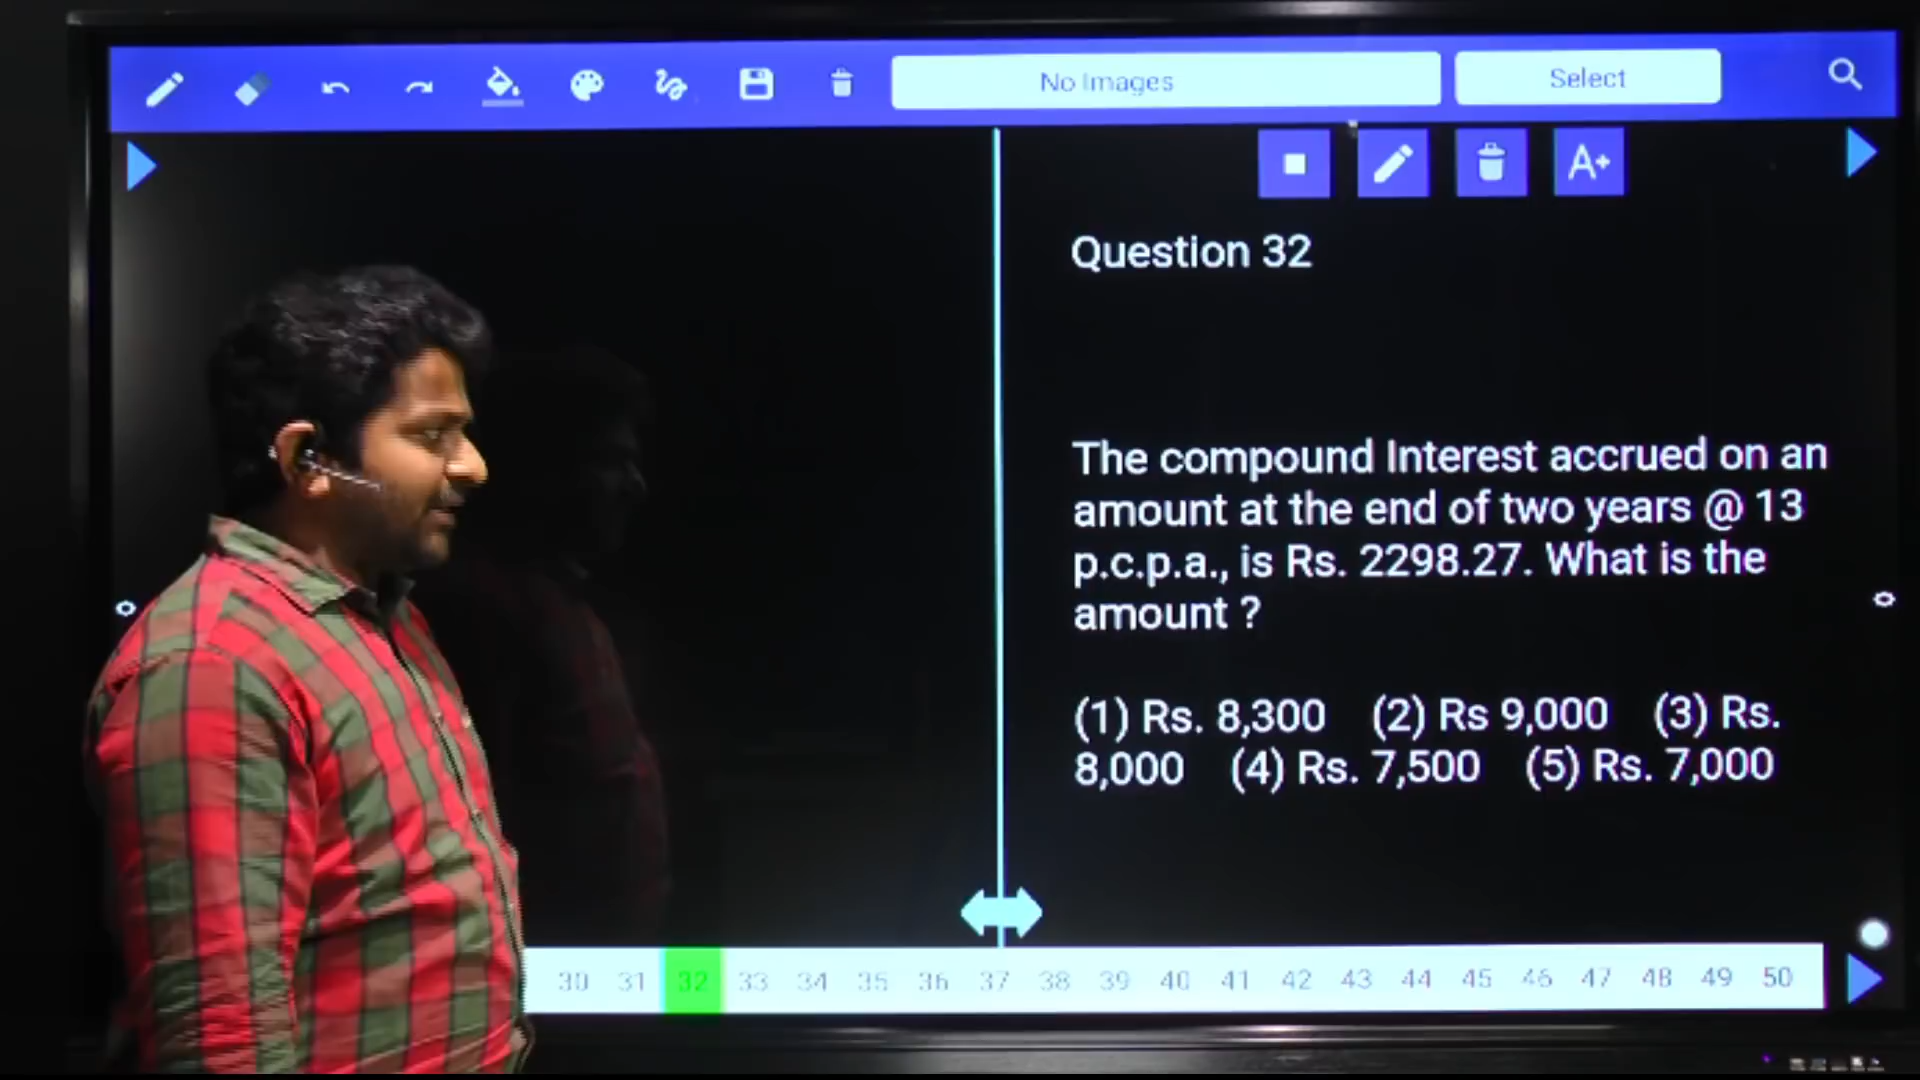 No Images
Select
A+
Question 32
The compound Interest accrued on an
amount at the end of two years @ 13
p.c.p.a., is Rs. 2298.27. What is the
amount ?
(1) Rs. 8,300 (2) Rs 9,000 (3) Rs.
8,000 (4) Rs. 7,500 (5) Rs. 7,000
30 31 32 33 34 35 36 37 38 39 40 41 42 43 44 45 46 47 48 49 50